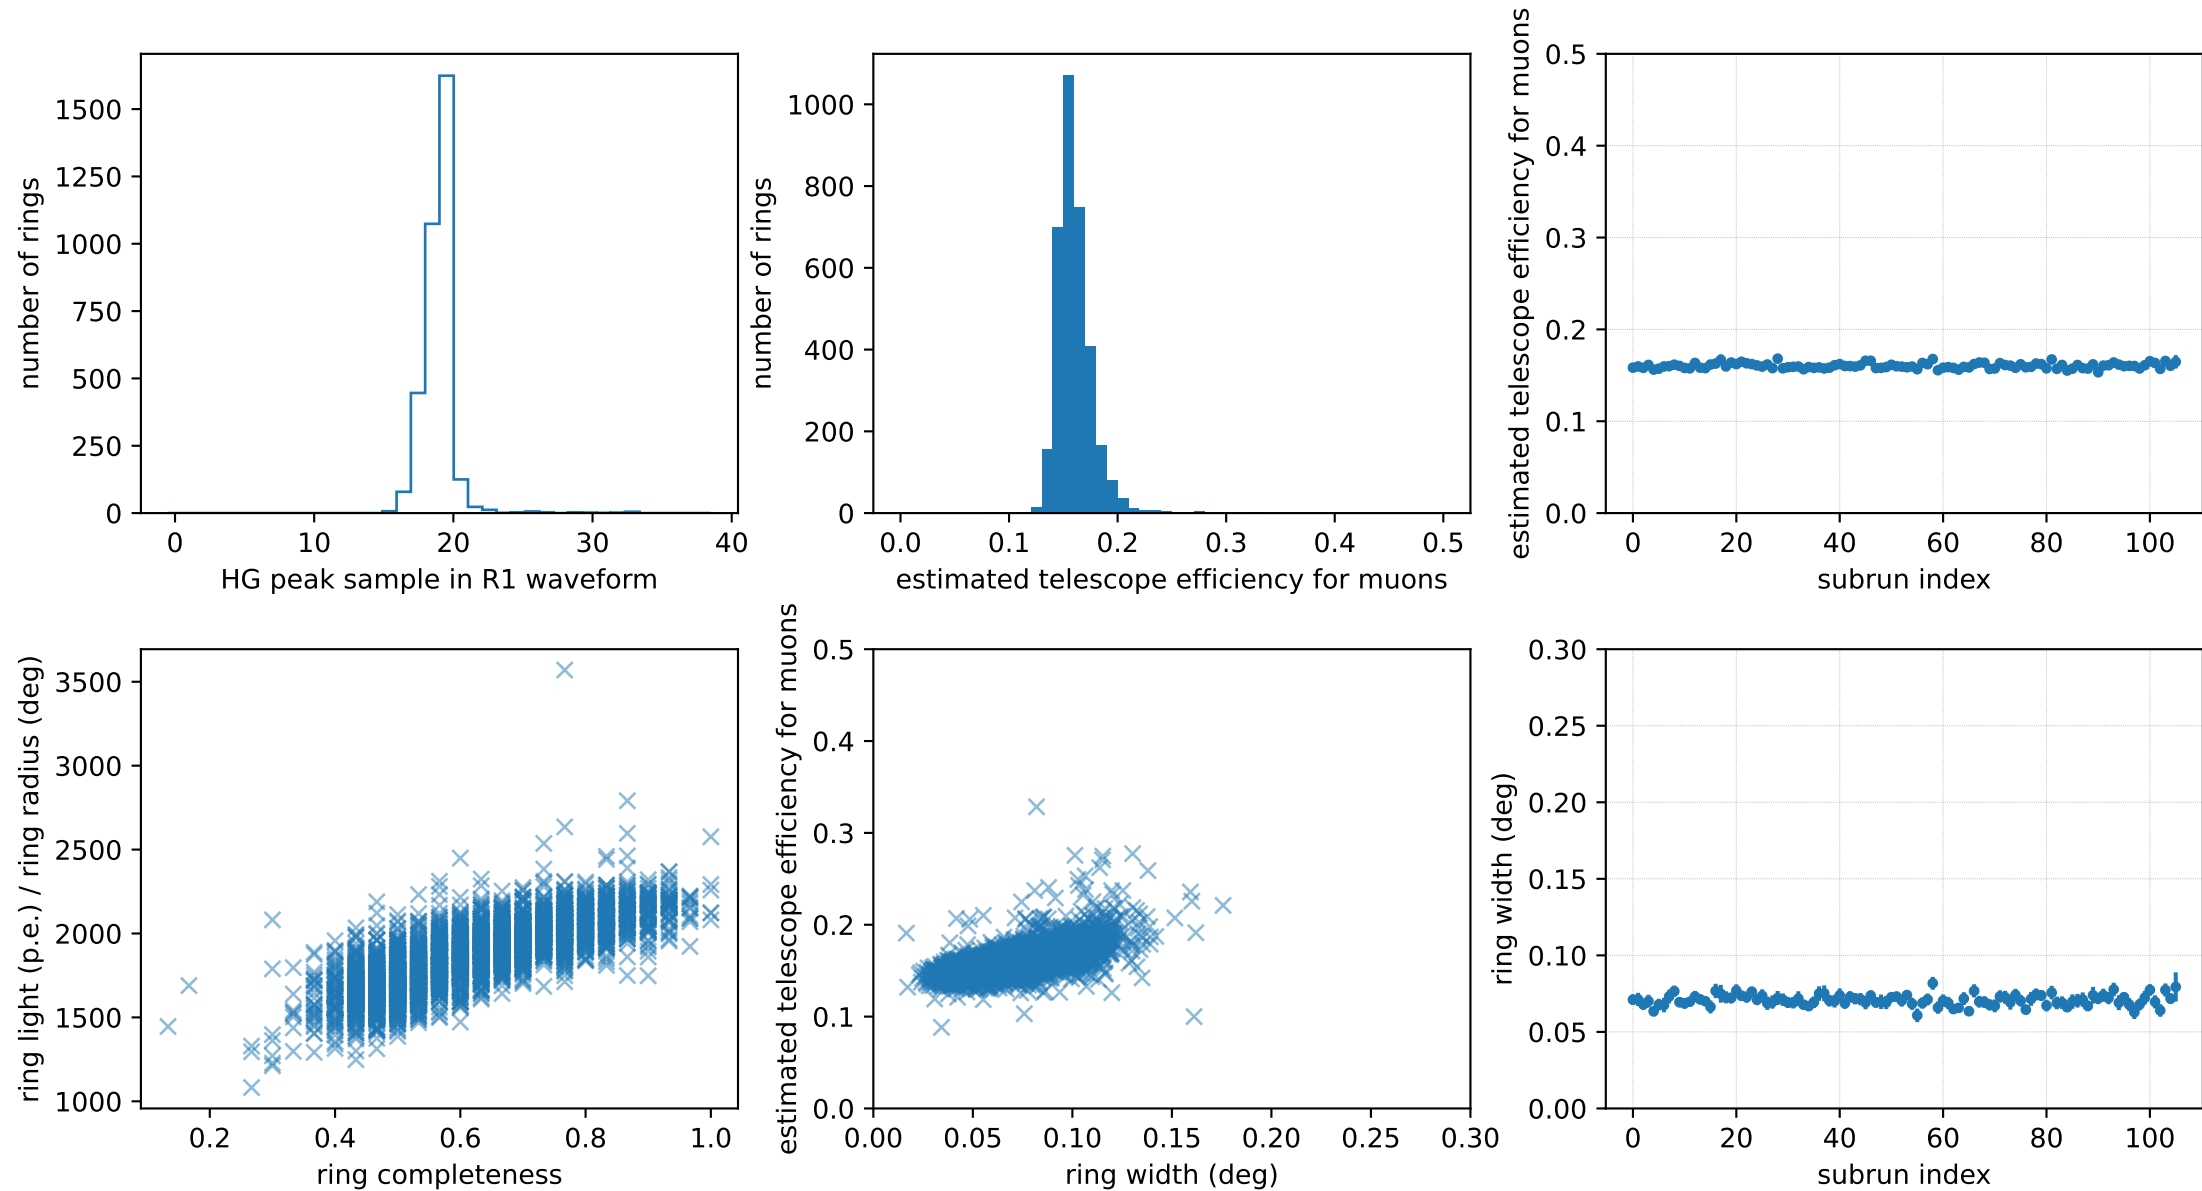 number of rings
1500
1250
1000
750
500
250
0
0 10 20 30 40
HG peak sample in R1 waveform
number of rings
1000
800
600
400
200
0
0.0 0.1 0.2 0.3 0.4 0.5
estimated telescope efficiency for muons
estimated telescope efficiency for muons
0.5
0.4
0.3
0.2
0.1
0.0
0 20 40 60 80 100
subrun index
ring light (p.e.) / ring radius (deg)
3500
3000
2500
2000
1500
1000
0.2 0.4 0.6 0.8 1.0
ring completeness
estimated telescope efficiency for muons
0.5
0.4
0.3
0.2
0.1
0.0
0.00 0.05 0.10 0.15 0.20 0.25 0.30
ring width (deg)
ring width (deg)
0.30
0.25
0.20
0.15
0.10
0.05
0.00
0 20 40 60 80 100
subrun index